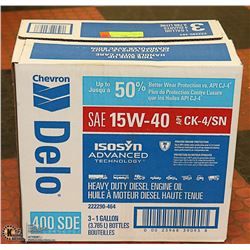 3
Chevron
Delo
400 SDE
Up to
Jusqu'à
50%
Better Wear Protection vs. API CJ-4
Plus de Protection Contre l'usure
que les Huiles API CJ-4
SAE 15W-40 API CK-4/SN
ISOSYN
ADVANCED
TECHNOLOGY
222290-464
HEAVY DUTY DIESEL ENGINE OIL
HUILE À MOTEUR DIESEL HAUTE TENUE
3-1 GALLON
(3.785 L) BOTTLES
BOUTEILLES